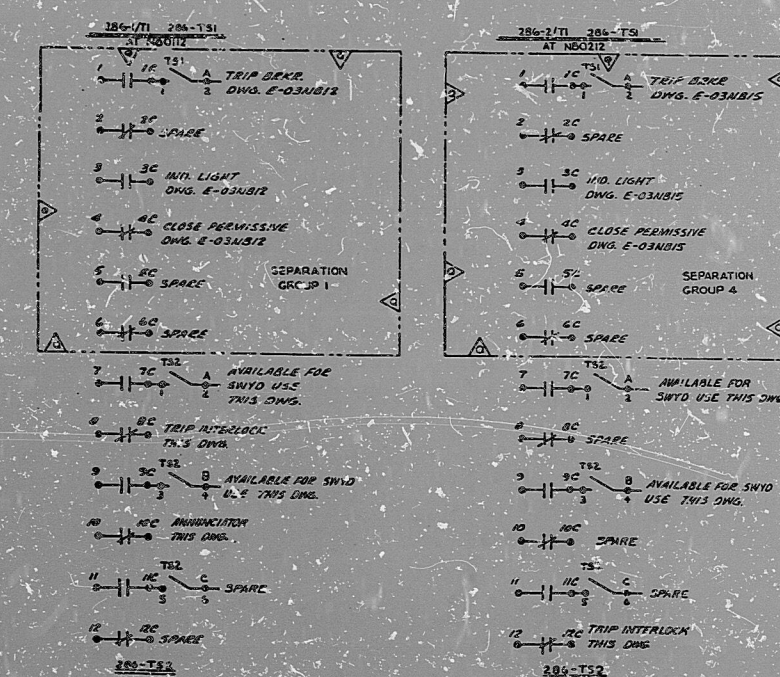 286-1/T1 286-TS1
AT NB0112
a
a
1 1C TS1 A TRIP BRKR
1 2 DWG. E-03NB12
2 2C SPARE
3 3C IND. LIGHT
DWG. E-03NB12
a
4 4C CLOSE PERMISSIVE
DWG. E-03NB12
5 5C SPARE
SEPARATION
GROUP 1
a
6 6C SPARE
a
7 7C TS2 A AVAILABLE FOR
1 2 SWYD USE
THIS DWG.
8 8C TRIP INTERLOCK
THIS DWG.
9 9C TS2 B AVAILABLE FOR SWYD
3 4 USE THIS DWG.
10 10C ANNUNCIATOR
THIS DWG.
11 11C TS2 C SPARE
5 6
12 12C SPARE
286-TS2
286-2/T1 286-TS1
AT NB0212
a
a
1 1C TS1 A TRIP BRKR
1 2 DWG. E-03NB15
2 2C SPARE
3 3C IND. LIGHT
DWG. E-03NB15
a
4 4C CLOSE PERMISSIVE
DWG. E-03NB15
a
5 5C SPARE
SEPARATION
GROUP 4
6 6C SPARE
a
7 7C TS2 A AVAILABLE FOR
1 2 SWYD USE THIS DWG
8 8C SPARE
9 9C TS2 B AVAILABLE FOR SWYD
3 4 USE THIS DWG.
10 10C SPARE
11 11C TS2 C SPARE
5 6
12 12C TRIP INTERLOCK
THIS DWG
286-TS2